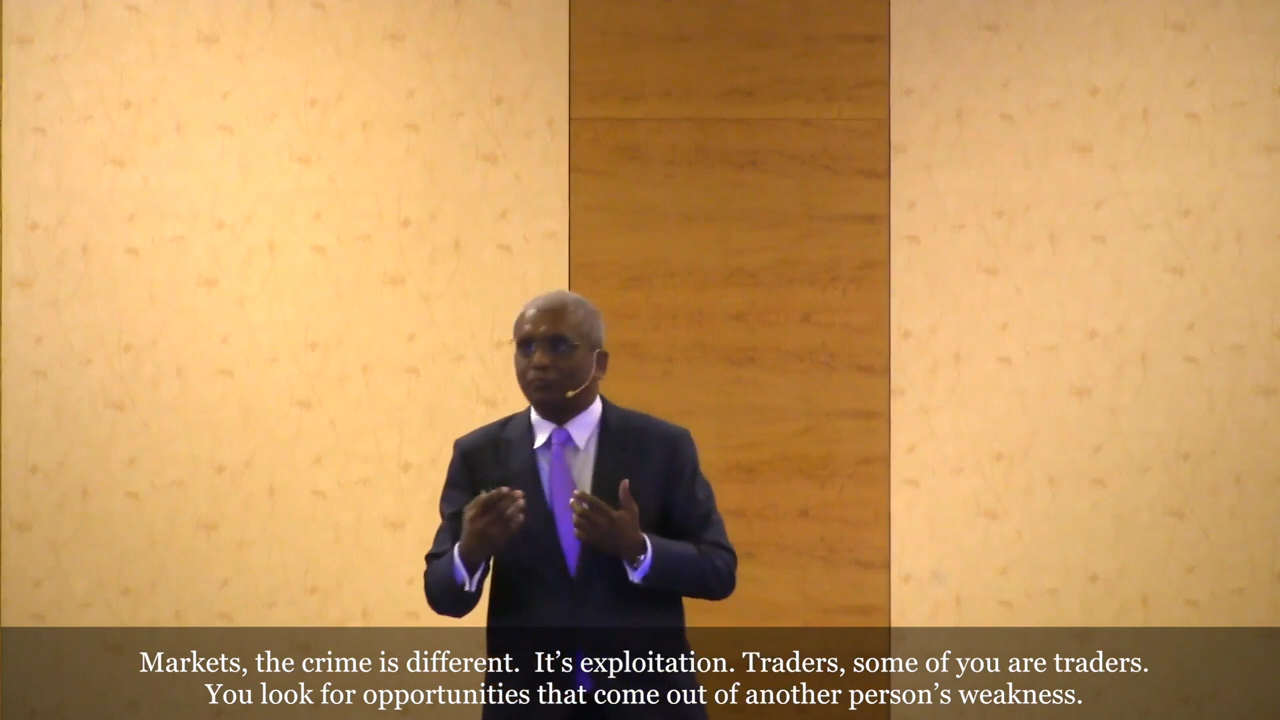 Markets, the crime is different.  It’s exploitation. Traders, some of you are traders.
You look for opportunities that come out of another person’s weakness.